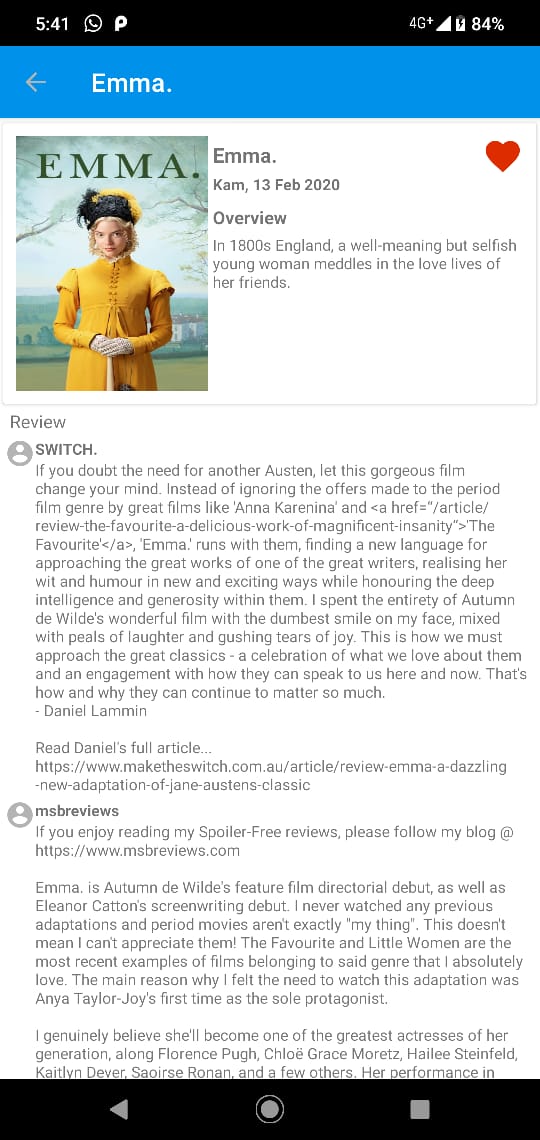 5:41
4G+ 84%
Emma.
EMMA.
Emma.
Kam, 13 Feb 2020
Overview
In 1800s England, a well-meaning but selfish
young woman meddles in the love lives of
her friends.
Review
SWITCH.
If you doubt the need for another Austen, let this gorgeous film
change your mind. Instead of ignoring the offers made to the period
film genre by great films like 'Anna Karenina' and <a href=“/article/
review-the-favourite-a-delicious-work-of-magnificent-insanity“>'The
Favourite'</a>, 'Emma.' runs with them, finding a new language for
approaching the great works of one of the great writers, realising her
wit and humour in new and exciting ways while honouring the deep
intelligence and generosity within them. I spent the entirety of Autumn
de Wilde's wonderful film with the dumbest smile on my face, mixed
with peals of laughter and gushing tears of joy. This is how we must
approach the great classics - a celebration of what we love about them
and an engagement with how they can speak to us here and now. That's
how and why they can continue to matter so much.
- Daniel Lammin
Read Daniel's full article...
https://www.maketheswitch.com.au/article/review-emma-a-dazzling
-new-adaptation-of-jane-austens-classic
msbreviews
If you enjoy reading my Spoiler-Free reviews, please follow my blog @
https://www.msbreviews.com
Emma. is Autumn de Wilde's feature film directorial debut, as well as
Eleanor Catton's screenwriting debut. I never watched any previous
adaptations and period movies aren't exactly "my thing". This doesn't
mean I can't appreciate them! The Favourite and Little Women are the
most recent examples of films belonging to said genre that I absolutely
love. The main reason why I felt the need to watch this adaptation was
Anya Taylor-Joy's first time as the sole protagonist.
I genuinely believe she'll become one of the greatest actresses of her
generation, along Florence Pugh, Chloë Grace Moretz, Hailee Steinfeld,
Kaitlyn Dever, Saoirse Ronan, and a few others. Her performance in